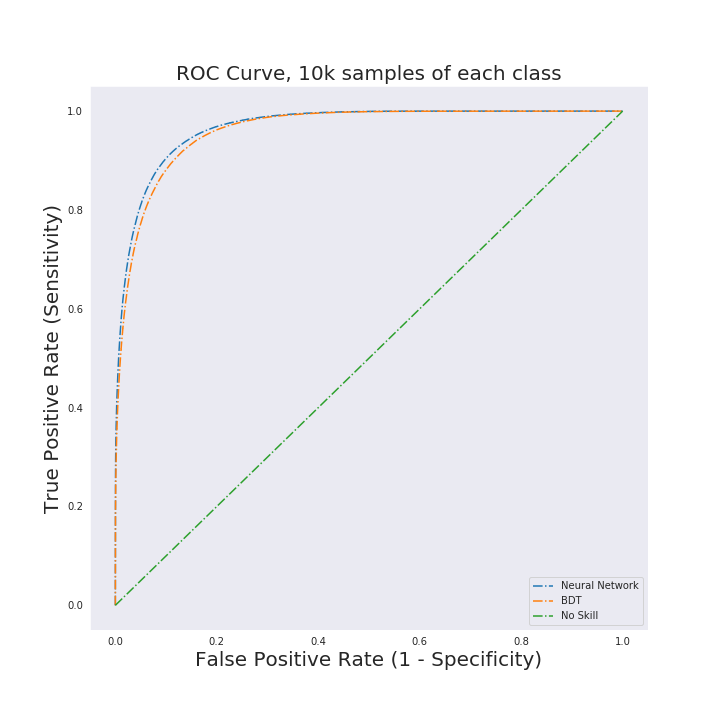 ROC Curve, 10k samples of each class
True Positive Rate (Sensitivity)
1.0
0.8
0.6
0.4
0.2
0.0
0.0 0.2 0.4 0.6 0.8 1.0
False Positive Rate (1 - Specificity)
Neural Network
BDT
No Skill